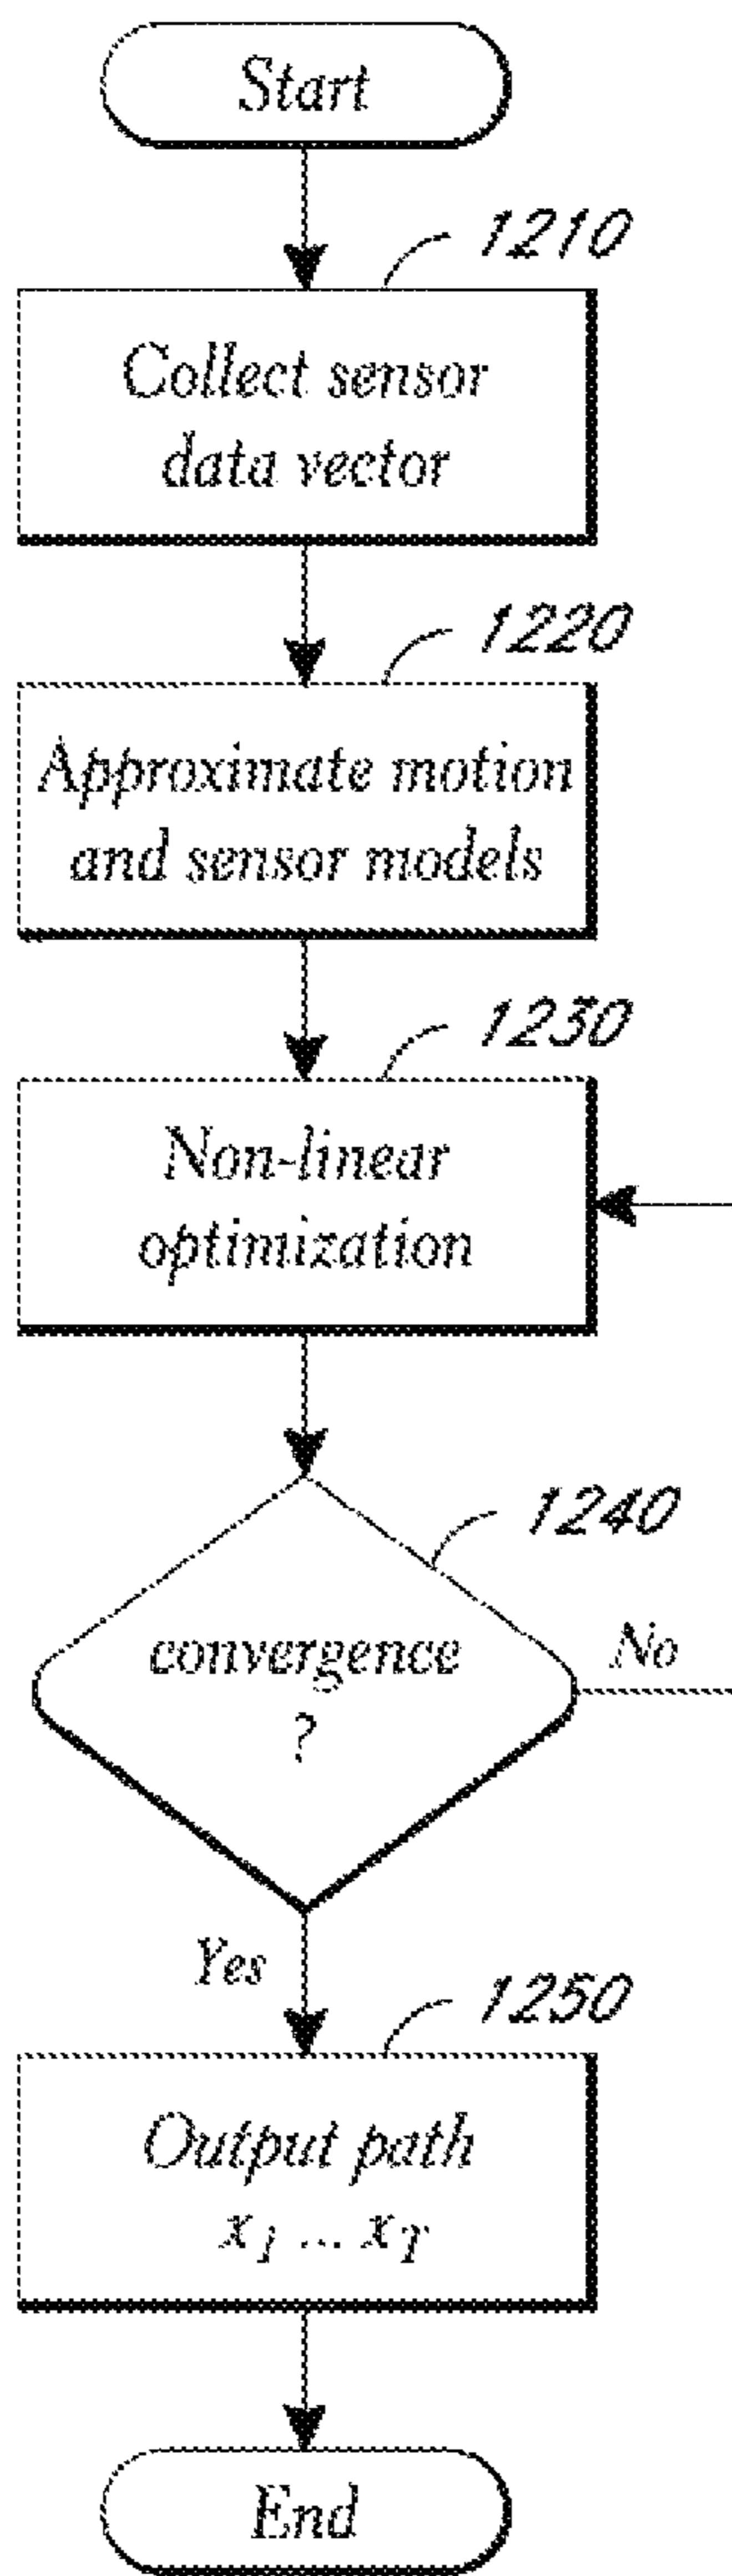 Start
1210
Collect sensor
data vector
1220
Approximate motion
and sensor models
1230
Non-linear
optimization
1240
convergence
?
No
Yes
1250
Output path
x₁ ... x_T
End